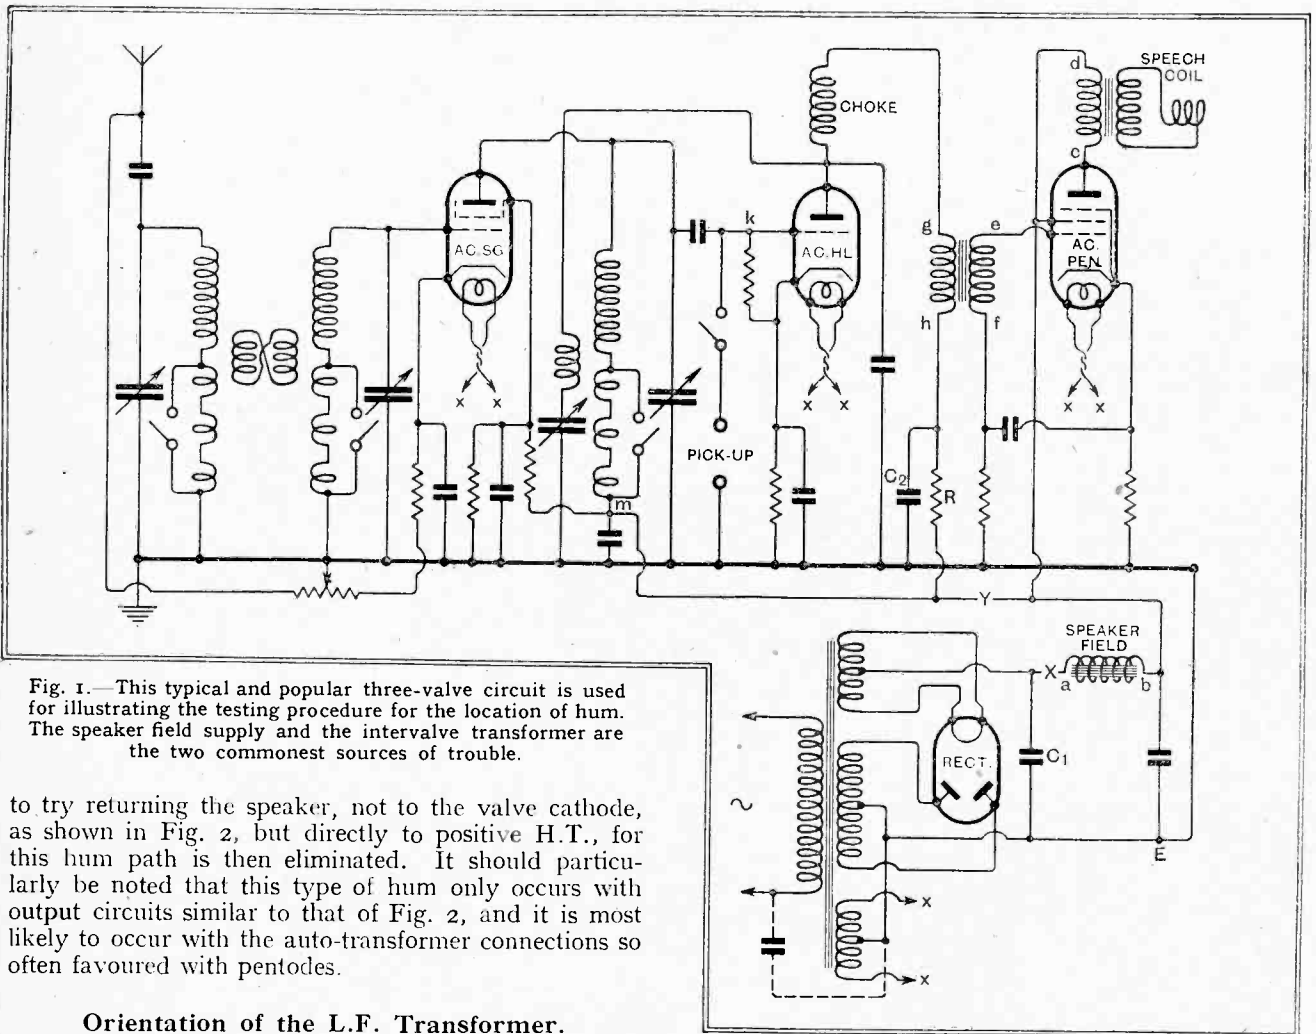 d
SPEECH
COIL
CHOKE
c
k
g
e
AC.SG
AC.HL
AC.
PEN.
h
f
x x
x x
x x
PICK-UP
C2
R
m
Y
SPEAKER
FIELD
X
a
b
RECT.
C1
E
x
x
Fig. 1.—This typical and popular three-valve circuit is used
for illustrating the testing procedure for the location of hum.
The speaker field supply and the intervalve transformer are
the two commonest sources of trouble.
to try returning the speaker, not to the valve cathode,
as shown in Fig. 2, but directly to positive H.T., for
this hum path is then eliminated. It should particu-
larly be noted that this type of hum only occurs with
output circuits similar to that of Fig. 2, and it is most
likely to occur with the auto-transformer connections so
often favoured with pentodes.
Orientation of the L.F. Transformer.